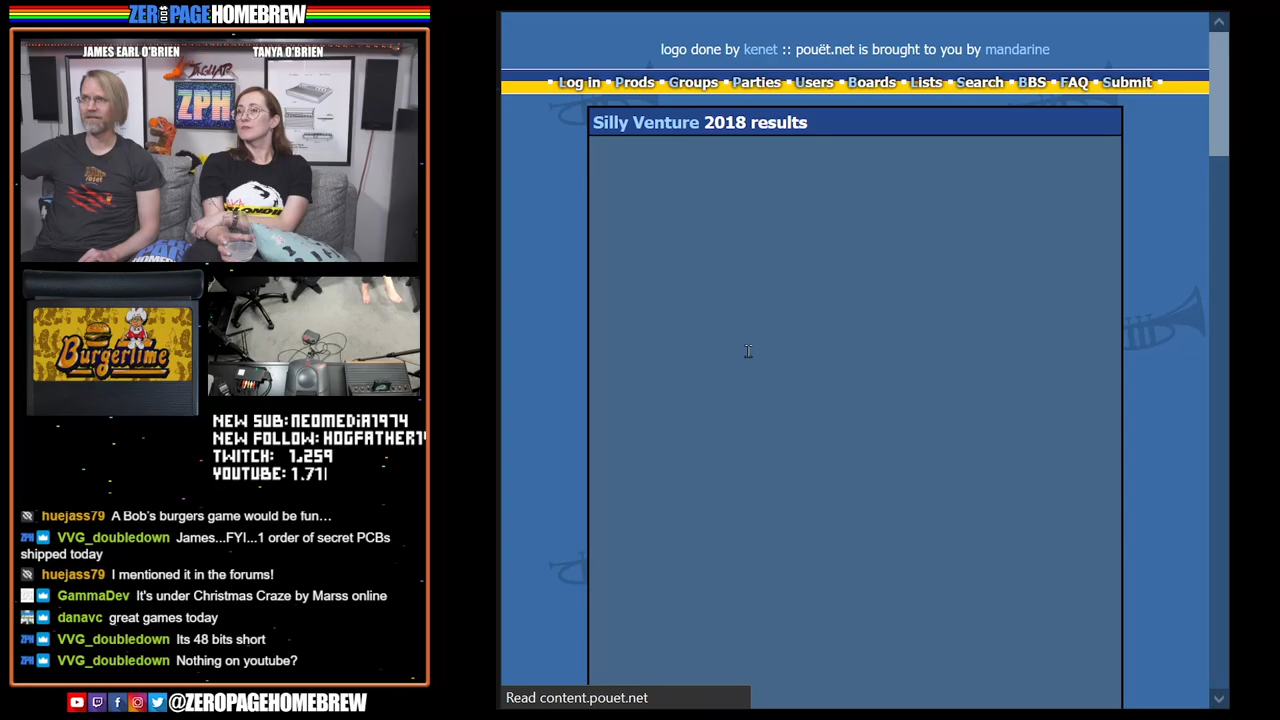 ZEROPAGE HOMEBREW
JAMES EARL O'BRIEN
TANYA O'BRIEN
JAGUAR
ZPH
BurgerTime
NEW SUB: NEOMEDIA1974
NEW FOLLOW: HOGFATHER14
TWITCH: 1,259
YOUTUBE: 1,71
huejass79 A Bob's burgers game would be fun…
VVG_doubledown James...FYI...1 order of secret PCBs
shipped today
huejass79 I mentioned it in the forums!
GammaDev It's under Christmas Craze by Marss online
danavc great games today
VVG_doubledown Its 48 bits short
VVG_doubledown Nothing on youtube?
@ZEROPAGEHOMEBREW
logo done by kenet :: pouët.net is brought to you by mandarine
Log in Prods Groups Parties Users Boards Lists Search BBS FAQ Submit
Silly Venture 2018 results
Read content.pouet.net